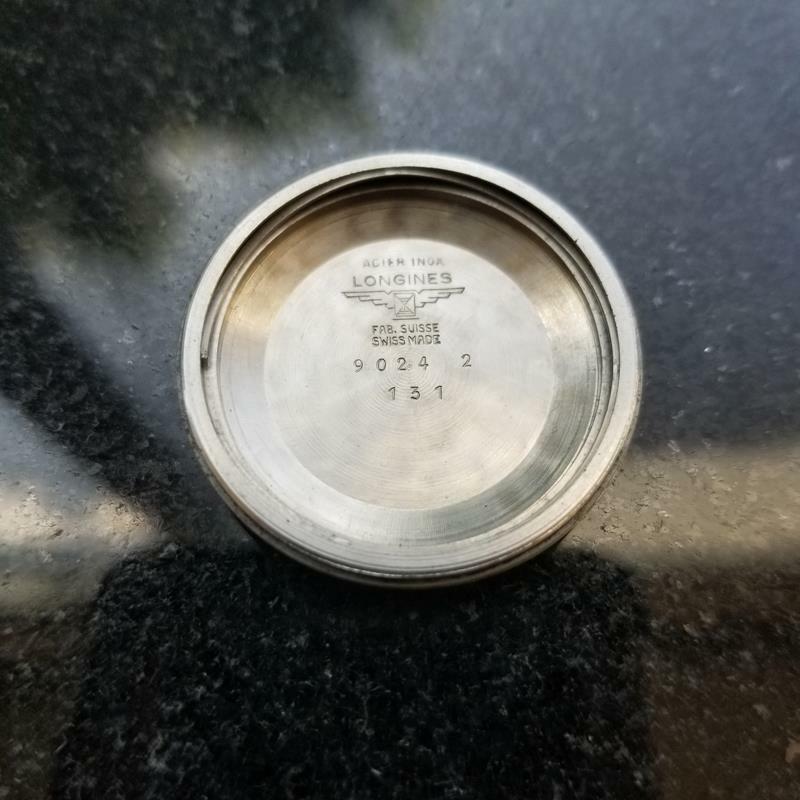 ACIER INOX
LONGINES
FAB. SUISSE
SWISS MADE
9024 2
131